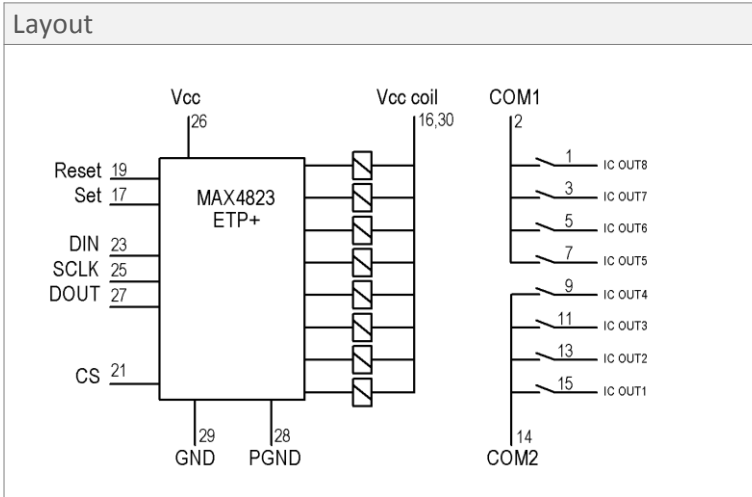 Layout
Vcc
26
Vcc coil
16,30
COM1
2
Reset 19
Set 17
DIN 23
SCLK 25
DOUT 27
CS 21
MAX4823
ETP+
29
GND
28
PGND
1 IC OUT8
3 IC OUT7
5 IC OUT6
7 IC OUT5
9 IC OUT4
11 IC OUT3
13 IC OUT2
15 IC OUT1
14
COM2